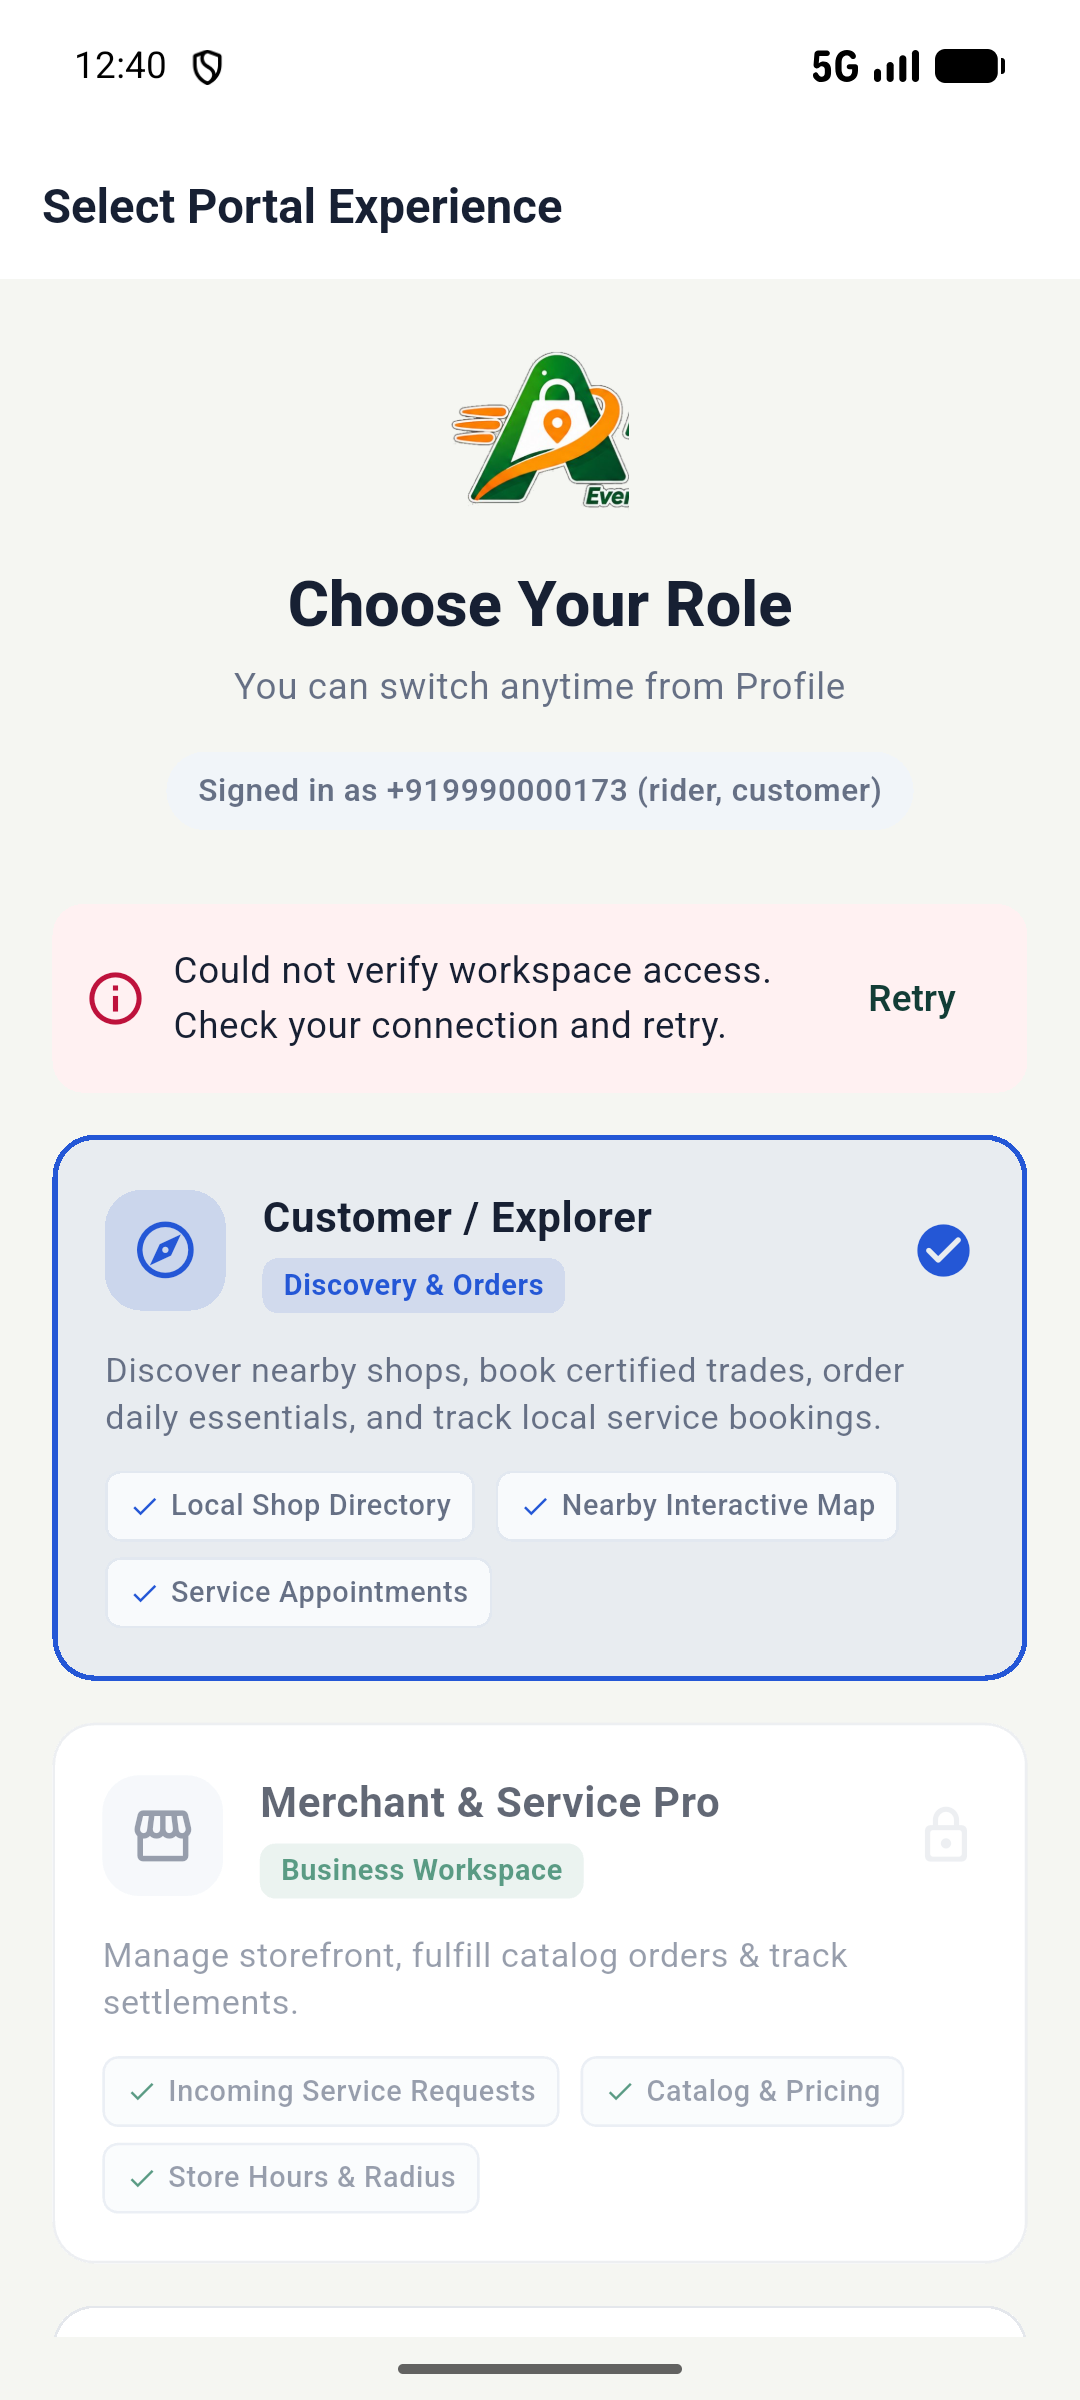 12:40
5G
Select Portal Experience
Ever
Choose Your Role
You can switch anytime from Profile
Signed in as +919990000173 (rider, customer)
Could not verify workspace access.
Check your connection and retry.
Retry
Customer / Explorer
Discovery & Orders
Discover nearby shops, book certified trades, order
daily essentials, and track local service bookings.
Local Shop Directory
Nearby Interactive Map
Service Appointments
Merchant & Service Pro
Business Workspace
Manage storefront, fulfill catalog orders & track
settlements.
Incoming Service Requests
Catalog & Pricing
Store Hours & Radius